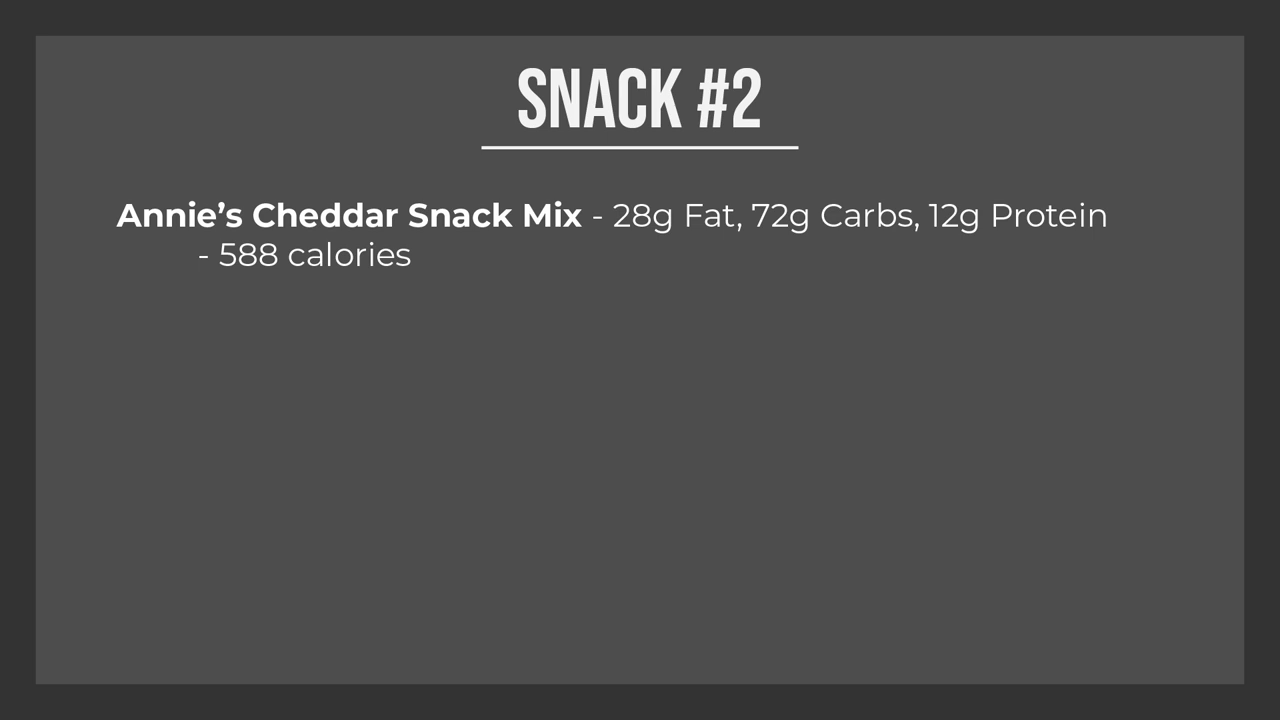 SNACK #2
Annie’s Cheddar Snack Mix - 28g Fat, 72g Carbs, 12g Protein
- 588 calories